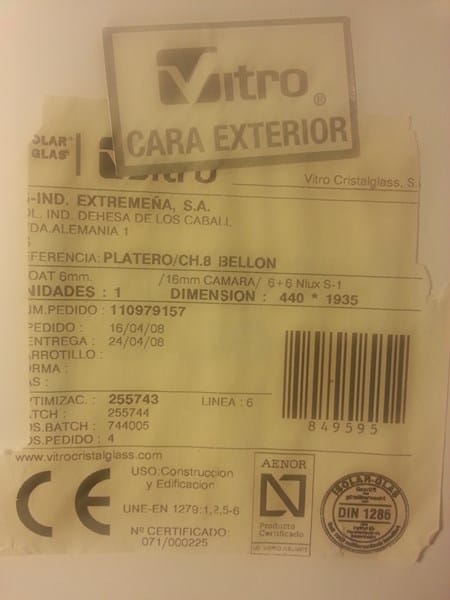 Vitro®
CARA EXTERIOR
SOLAR
GLAS®
Vitro
Vitro Cristalglass, S.
-IND. EXTREMEÑA, S.A.
OL. IND. DEHESA DE LOS CABALL
DA.ALEMANIA 1
S
FERENCIA: PLATERO/CH.8 BELLON
OAT 6mm. /16mm CAMARA/ 6+6 Nlux S-1
NIDADES : 1 DIMENSION : 440 * 1935
UM.PEDIDO : 110979157
PEDIDO : 16/04/08
ENTREGA : 24/04/08
ARROTILLO :
ORMA :
AS :
PTIMIZAC. : 255743 LINEA : 6
ATCH : 255744
OS.BATCH : 744005
OS.PEDIDO : 4
849595
www.vitrocristalglass.com
CE
USO:Construccion
y Edificacion
UNE-EN 1279:1,2,5-6
Nº CERTIFICADO:
071/000225
AENOR
N
Producto
Certificado
ISOLAR-GLAS
DIN 1286